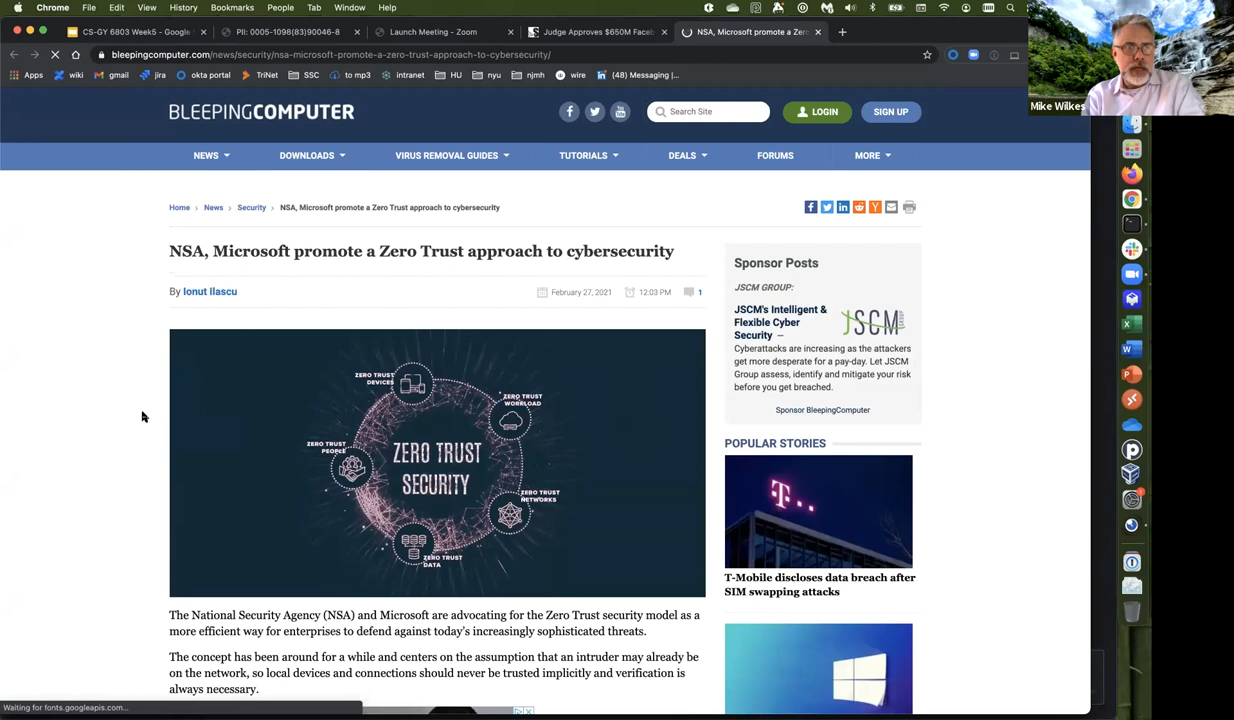 Chrome File Edit View History Bookmarks People Tab Window Help
CS-GY 6803 Week5 - Google
PII: 0005-1098(83)90046-8
Launch Meeting - Zoom
Judge Approves $650M Faceb
NSA, Microsoft promote a Zero
bleepingcomputer.com/news/security/nsa-microsoft-promote-a-zero-trust-approach-to-cybersecurity/
Apps wiki gmail jira okta portal TriNet SSC to mp3 intranet HU nyu njmh wire (48) Messaging |...
Mike Wilkes
BLEEPINGCOMPUTER
Search Site
LOGIN
SIGN UP
NEWS DOWNLOADS VIRUS REMOVAL GUIDES TUTORIALS DEALS FORUMS MORE
Home › News › Security › NSA, Microsoft promote a Zero Trust approach to cybersecurity
NSA, Microsoft promote a Zero Trust approach to cybersecurity
By Ionut Ilascu
February 27, 2021
12:03 PM
1
ZERO TRUST
DEVICES
ZERO TRUST
WORKLOAD
ZERO TRUST
PEOPLE
ZERO TRUST
SECURITY
ZERO TRUST
NETWORKS
ZERO TRUST
DATA
The National Security Agency (NSA) and Microsoft are advocating for the Zero Trust security model as a
more efficient way for enterprises to defend against today's increasingly sophisticated threats.
The concept has been around for a while and centers on the assumption that an intruder may already be
on the network, so local devices and connections should never be trusted implicitly and verification is
always necessary.
Sponsor Posts
JSCM GROUP:
JSCM's Intelligent &
Flexible Cyber
Security –
JSCM GROUP
Cyberattacks are increasing as the attackers
get more desperate for a pay-day. Let JSCM
Group assess, identify and mitigate your risk
before you get breached.
Sponsor BleepingComputer
POPULAR STORIES
T
T-Mobile discloses data breach after
SIM swapping attacks
Waiting for fonts.googleapis.com...